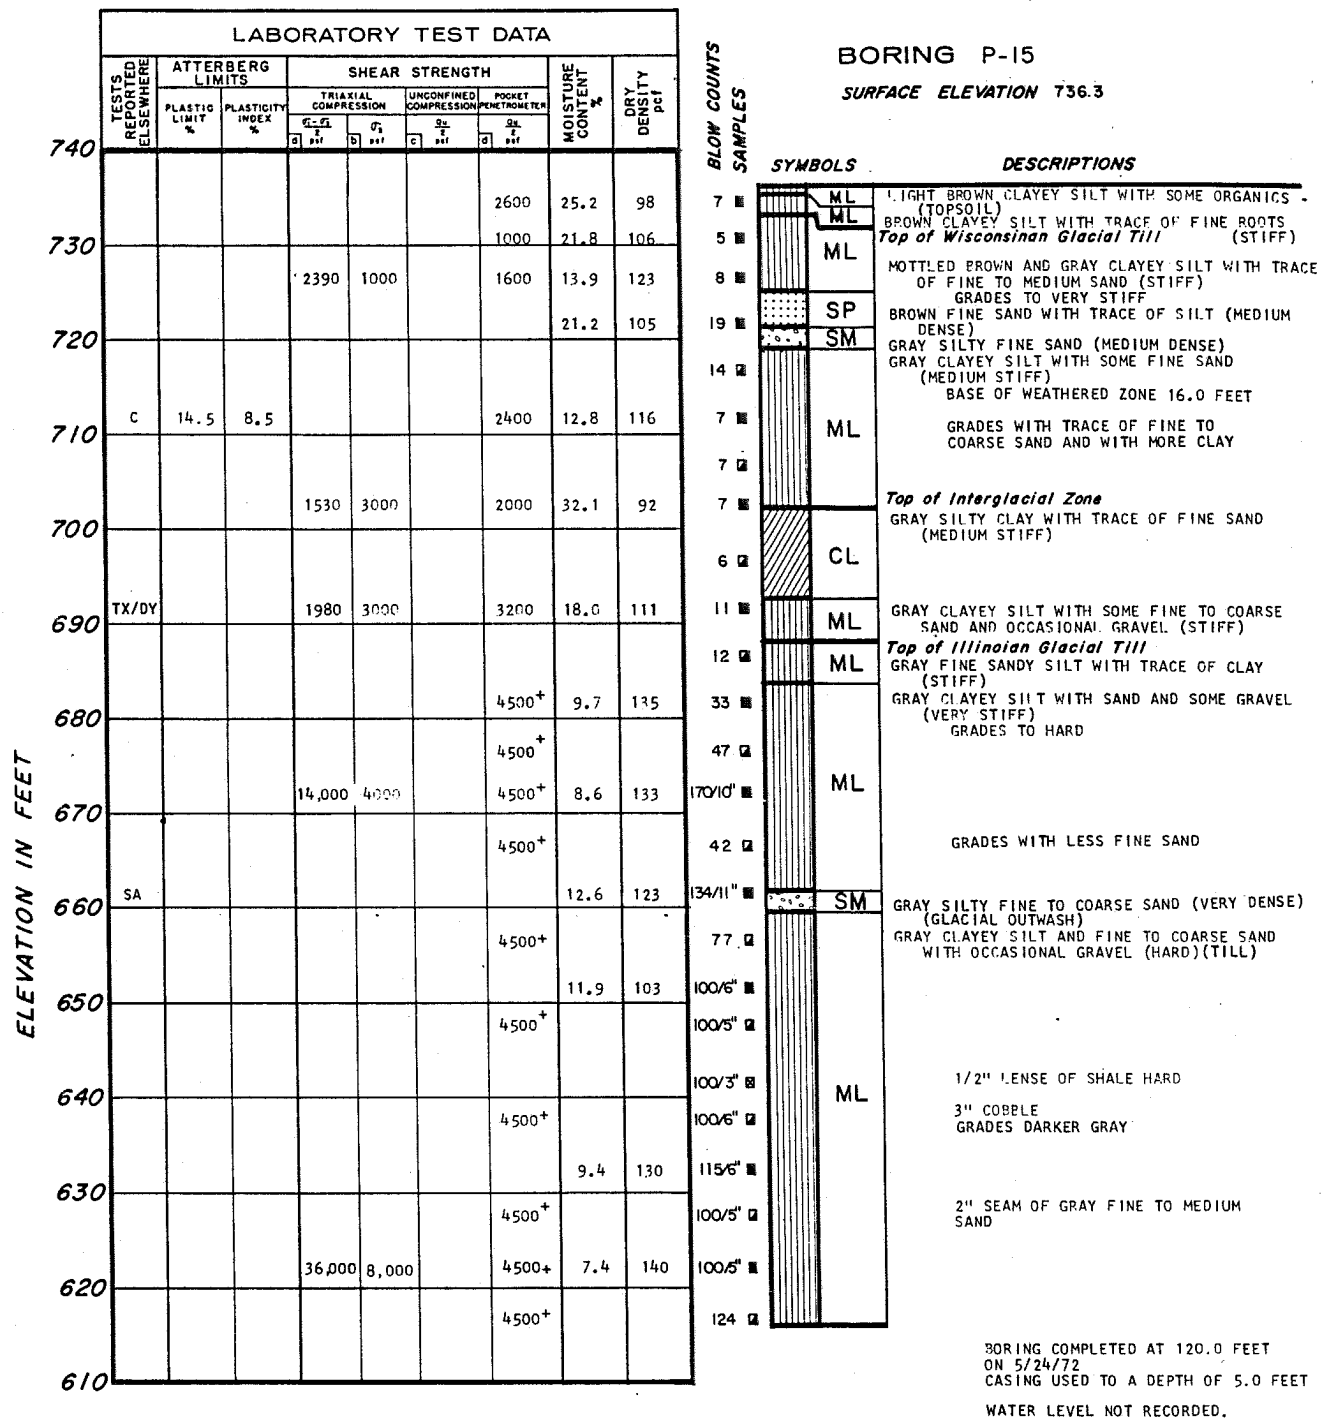 LABORATORY TEST DATA
TESTS REPORTED ELSEWHERE
ATTERBERG LIMITS
SHEAR STRENGTH
MOISTURE CONTENT %
DRY DENSITY pcf
PLASTIC LIMIT %
PLASTICITY INDEX %
TRIAXIAL COMPRESSION
UNCONFINED COMPRESSION
POCKET PENETROMETER
a psf
b psf
c psf
d psf
BLOW COUNTS
SAMPLES
BORING P-15
SURFACE ELEVATION 736.3
SYMBOLS
DESCRIPTIONS
ELEVATION IN FEET
740
2600 25.2 98 7 ML LIGHT BROWN CLAYEY SILT WITH SOME ORGANICS
(TOPSOIL)
ML BROWN CLAYEY SILT WITH TRACE OF FINE ROOTS
730 1000 21.8 106 5 Top of Wisconsinan Glacial Till (STIFF)
ML
2390 1000 1600 13.9 123 8 MOTTLED BROWN AND GRAY CLAYEY SILT WITH TRACE
OF FINE TO MEDIUM SAND (STIFF)
GRADES TO VERY STIFF
SP BROWN FINE SAND WITH TRACE OF SILT (MEDIUM
21.2 105 19 DENSE)
720 SM GRAY SILTY FINE SAND (MEDIUM DENSE)
14 GRAY CLAYEY SILT WITH SOME FINE SAND
(MEDIUM STIFF)
BASE OF WEATHERED ZONE 16.0 FEET
C 14.5 8.5 2400 12.8 116 7
710 ML GRADES WITH TRACE OF FINE TO
COARSE SAND AND WITH MORE CLAY
7
1530 3000 2000 32.1 92 7 Top of Interglacial Zone
700 GRAY SILTY CLAY WITH TRACE OF FINE SAND
(MEDIUM STIFF)
6 CL
TX/DY 1980 3000 3200 18.0 111 11 GRAY CLAYEY SILT WITH SOME FINE TO COARSE
690 ML SAND AND OCCASIONAL GRAVEL (STIFF)
Top of Illinoian Glacial Till
12 ML GRAY FINE SANDY SILT WITH TRACE OF CLAY
(STIFF)
4500+ 9.7 135 33 GRAY CLAYEY SILT WITH SAND AND SOME GRAVEL
680 (VERY STIFF)
GRADES TO HARD
4500+ 47
14,000 4000 4500+ 8.6 133 170/10" ML
670
4500+ 42 GRADES WITH LESS FINE SAND
SA 12.6 123 134/11"
660 SM GRAY SILTY FINE TO COARSE SAND (VERY DENSE)
(GLACIAL OUTWASH)
4500+ 77 GRAY CLAYEY SILT AND FINE TO COARSE SAND
WITH OCCASIONAL GRAVEL (HARD)(TILL)
11.9 103 100/6"
650
4500+ 100/5"
100/3" 1/2" LENSE OF SHALE HARD
640 ML
4500+ 100/6" 3" COBBLE
GRADES DARKER GRAY
9.4 130 115/6"
630
4500+ 100/5" 2" SEAM OF GRAY FINE TO MEDIUM
SAND
36,000 8,000 4500+ 7.4 140 100/5"
620
4500+ 124
610
BORING COMPLETED AT 120.0 FEET
ON 5/24/72
CASING USED TO A DEPTH OF 5.0 FEET
WATER LEVEL NOT RECORDED.